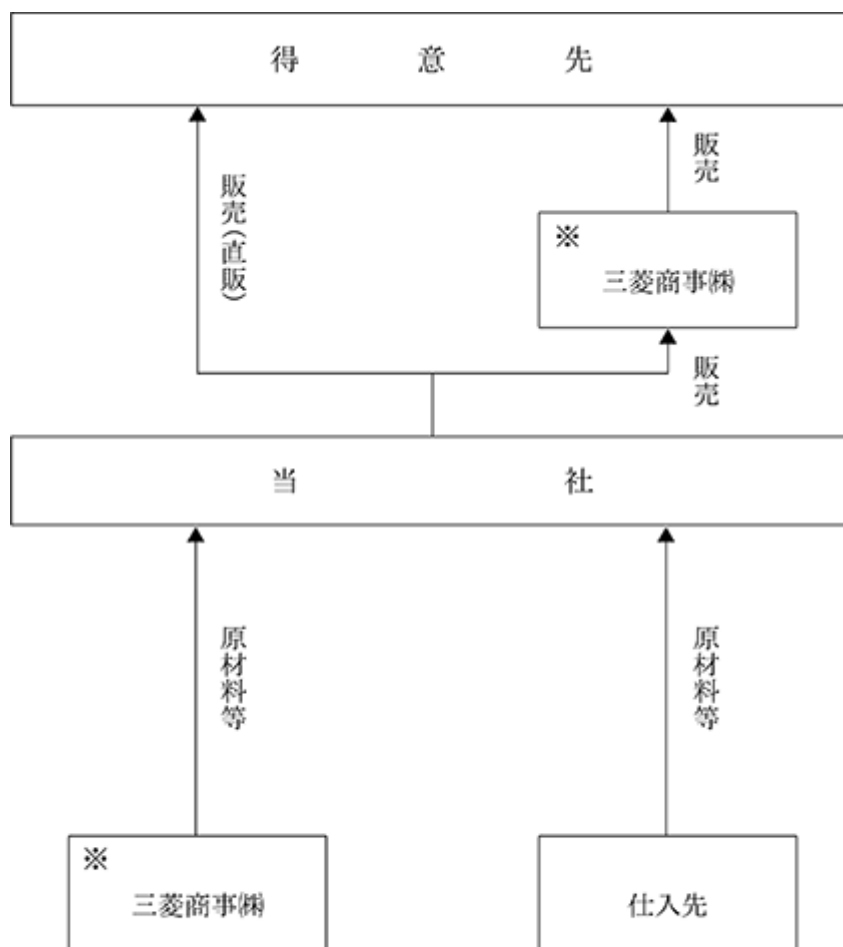 得意先
販売(直販)
販売
※
三菱商事㈱
販売
当社
原材料等
原材料等
※
三菱商事㈱
仕入先